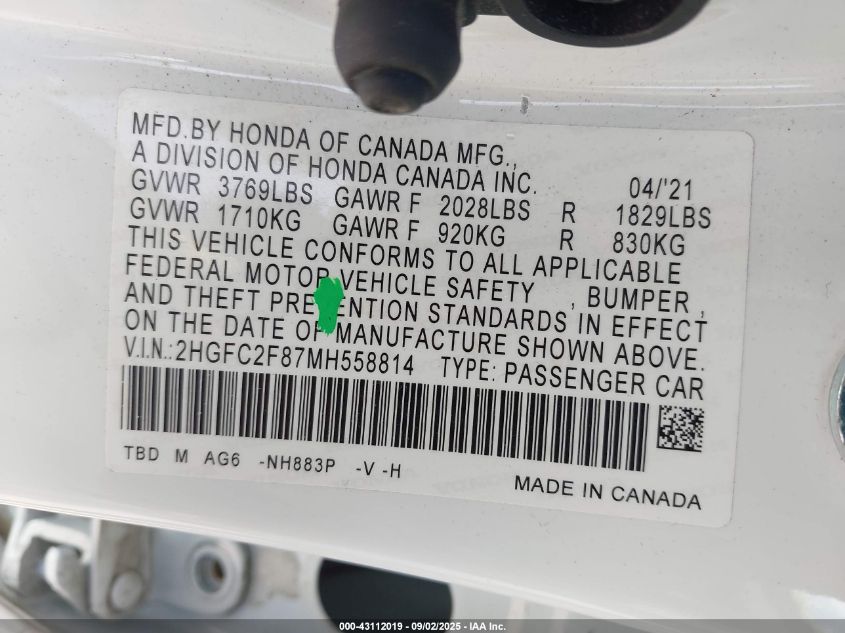 MFD.BY HONDA OF CANADA MFG.,
A DIVISION OF HONDA CANADA INC. 04/'21
GVWR 3769LBS GAWR F 2028LBS R 1829LBS
GVWR 1710KG GAWR F 920KG R 830KG
THIS VEHICLE CONFORMS TO ALL APPLICABLE
FEDERAL MOTOR VEHICLE SAFETY , BUMPER ,
AND THEFT PREVENTION STANDARDS IN EFFECT
ON THE DATE OF MANUFACTURE SHOWN ABOVE.
V.I.N.:2HGFC2F87MH558814 TYPE: PASSENGER CAR
TBD M AG6 -NH883P -V -H
MADE IN CANADA
000-43112019 - 09/02/2025 - IAA Inc.